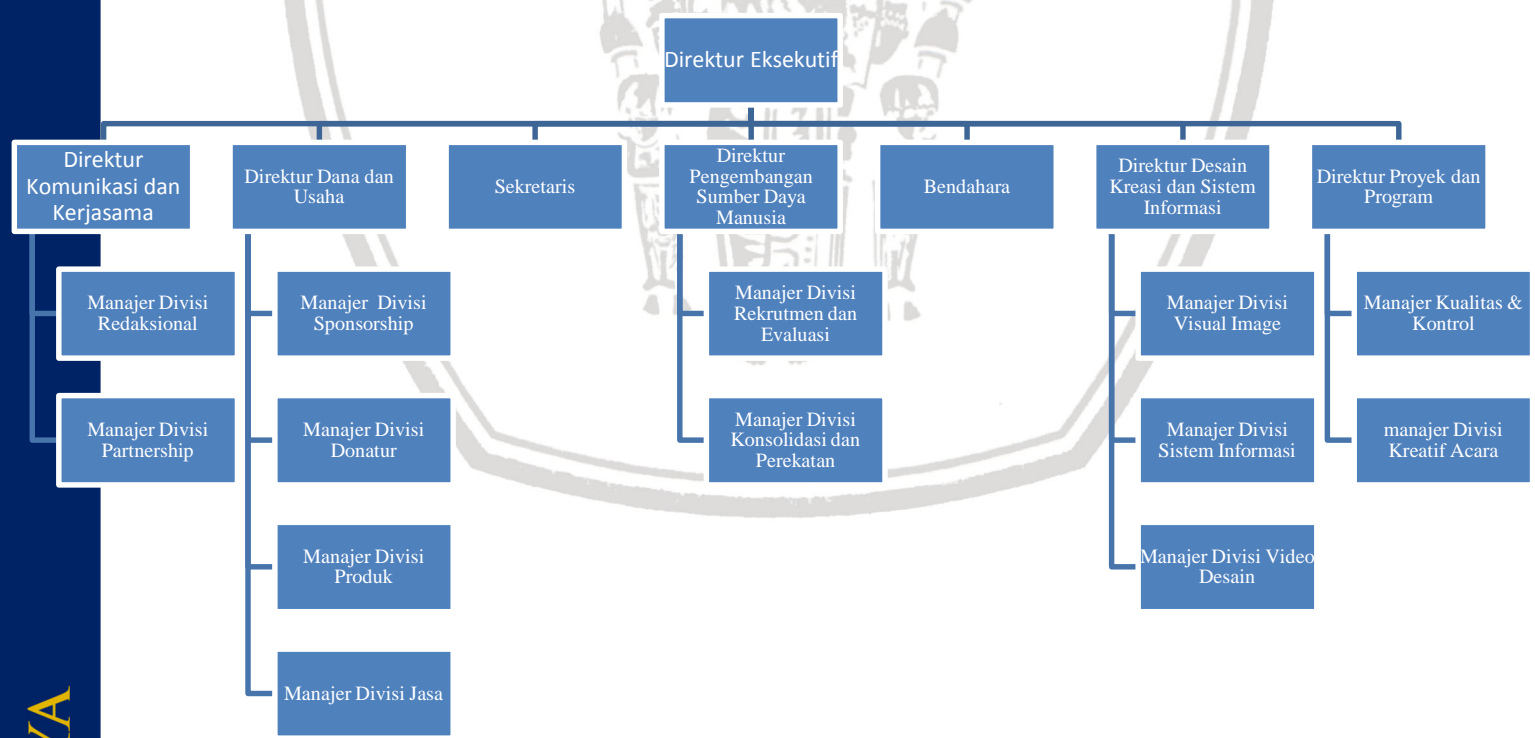 Direktur Eksekutif
Direktur
Komunikasi dan
Kerjasama
Direktur Dana dan
Usaha
Sekretaris
Direktur
Pengembangan
Sumber Daya
Manusia
Bendahara
Direktur Desain
Kreasi dan Sistem
Informasi
Direktur Proyek dan
Program
Manajer Divisi
Redaksional
Manajer Divisi
Partnership
Manajer Divisi
Sponsorship
Manajer Divisi
Donatur
Manajer Divisi
Produk
Manajer Divisi Jasa
Manajer Divisi
Rekrutmen dan
Evaluasi
Manajer Divisi
Konsolidasi dan
Perekatan
Manajer Divisi
Visual Image
Manajer Divisi
Sistem Informasi
Manajer Divisi Video
Desain
Manajer Kualitas &
Kontrol
manajer Divisi
Kreatif Acara